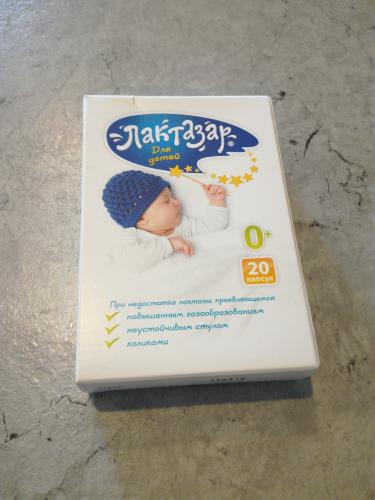 Лактазар®
Для
детей
0+
20
капсул
При недостатке лактазы, проявляющемся:
повышенным газообразованием
неустойчивым стулом
коликами